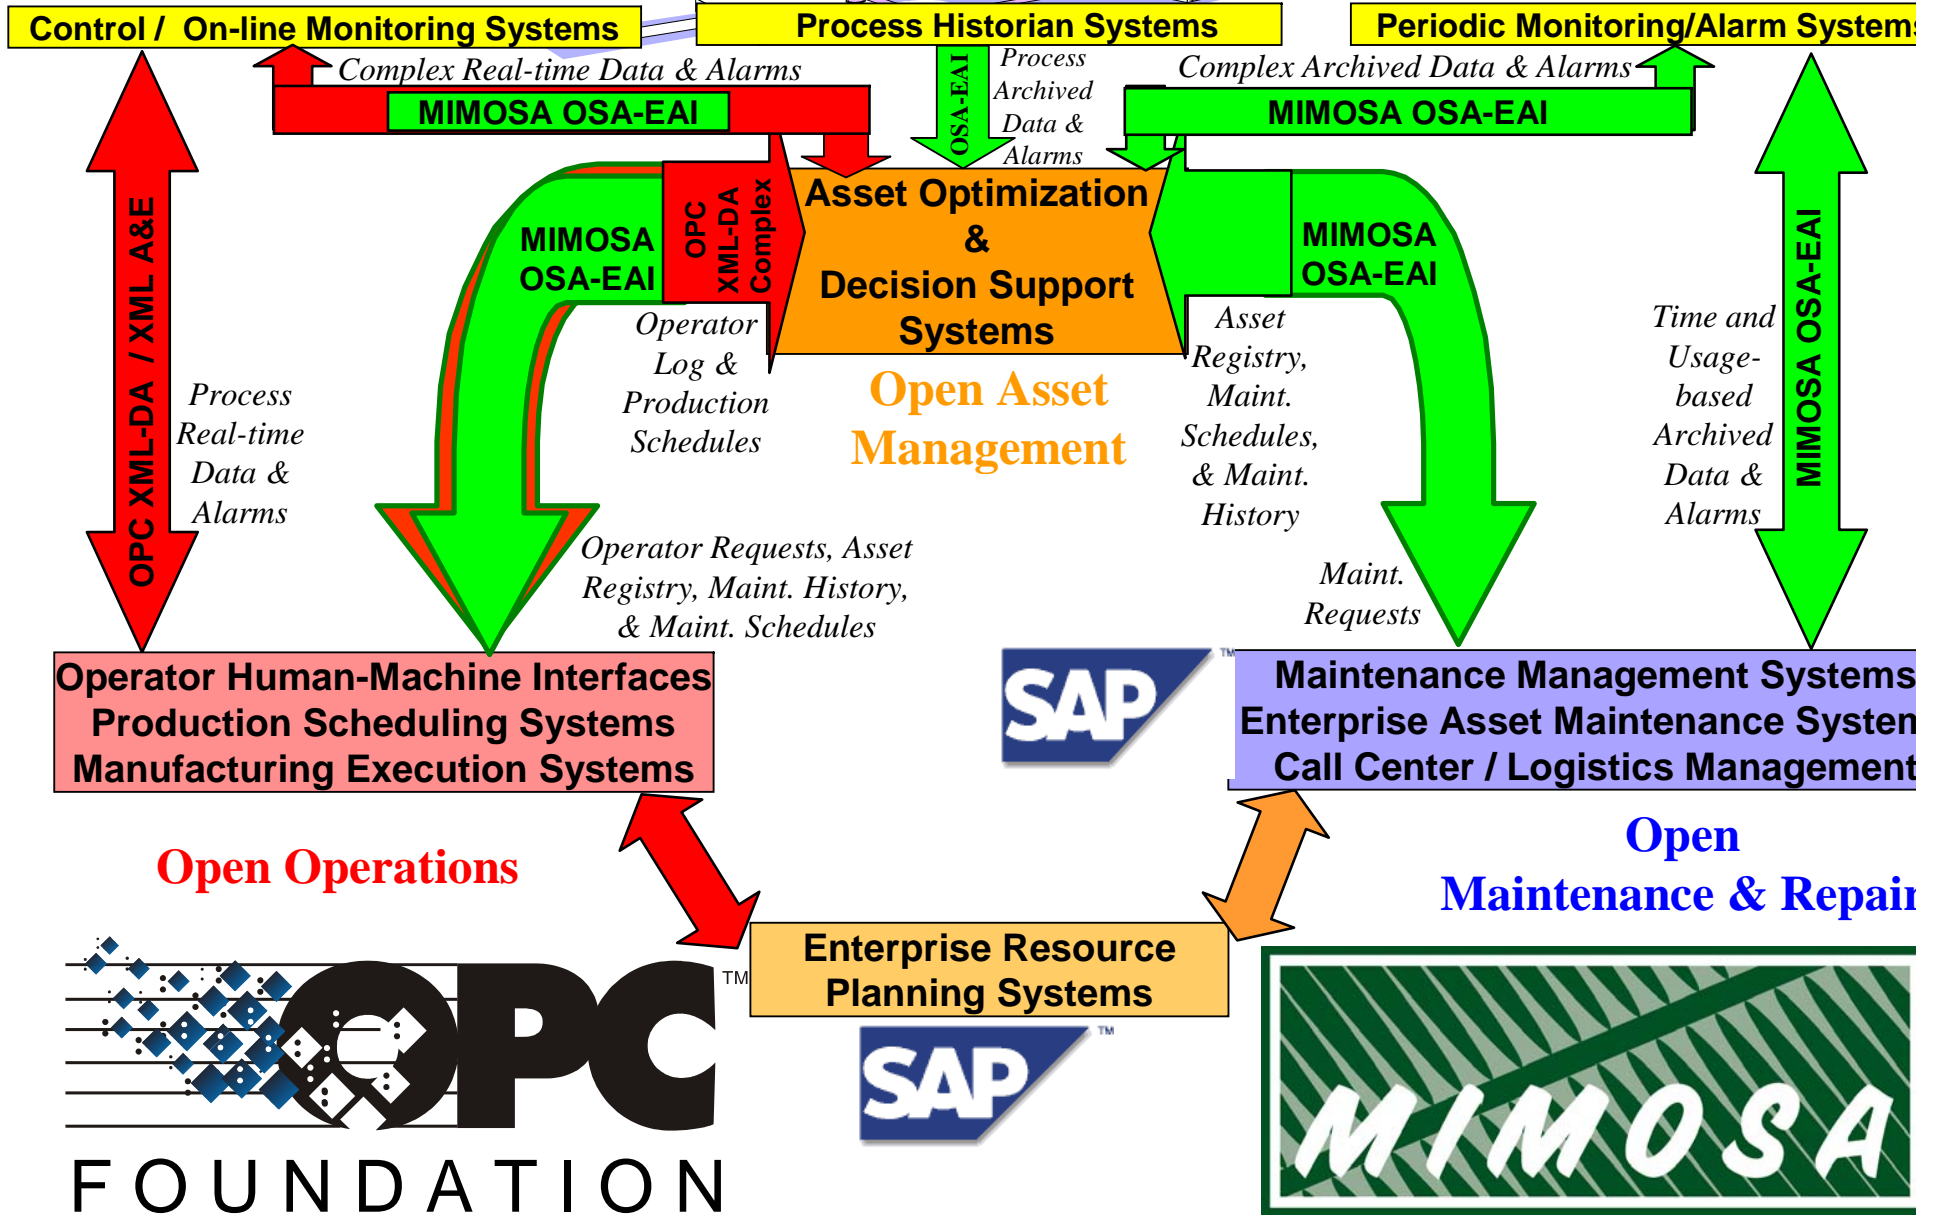 Control /  On-line Monitoring Systems
Process Historian Systems
Periodic Monitoring/Alarm Systems
Complex Real-time Data & Alarms
MIMOSA OSA-EAI
OSA-EAI
Process
Archived
Data &
Alarms
Complex Archived Data & Alarms
MIMOSA OSA-EAI
OPC XML-DA  / XML A&E
Process
Real-time
Data &
Alarms
MIMOSA
OSA-EAI
OPC
XML-DA
Complex
Asset Optimization
&
Decision Support
Systems
MIMOSA
OSA-EAI
MIMOSA OSA-EAI
Operator
Log &
Production
Schedules
Open Asset
Management
Asset
Registry,
Maint.
Schedules,
& Maint.
History
Time and
Usage-
based
Archived
Data &
Alarms
Operator Requests, Asset
Registry, Maint. History,
& Maint. Schedules
Maint.
Requests
Operator Human-Machine Interfaces
Production Scheduling Systems
Manufacturing Execution Systems
SAP TM
Maintenance Management Systems
Enterprise Asset Maintenance System
Call Center / Logistics Management
Open Operations
Open
Maintenance & Repair
Enterprise Resource
Planning Systems
OPC TM
FOUNDATION
SAP TM
MIMOSA